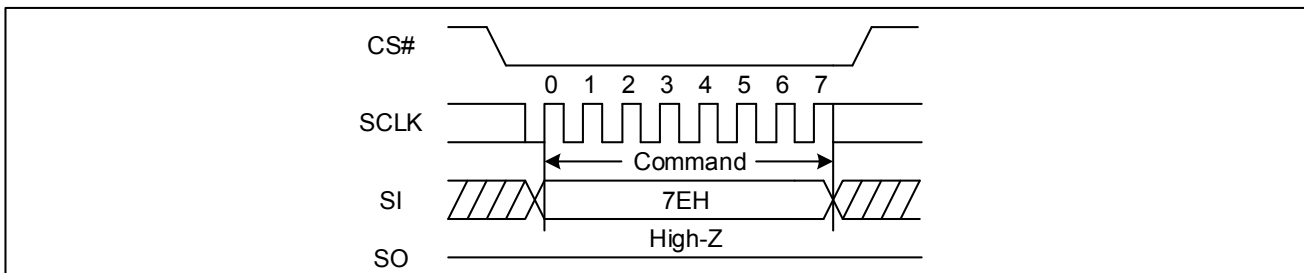 CS#
0 1 2 3 4 5 6 7
SCLK
Command
SI
7EH
High-Z
SO